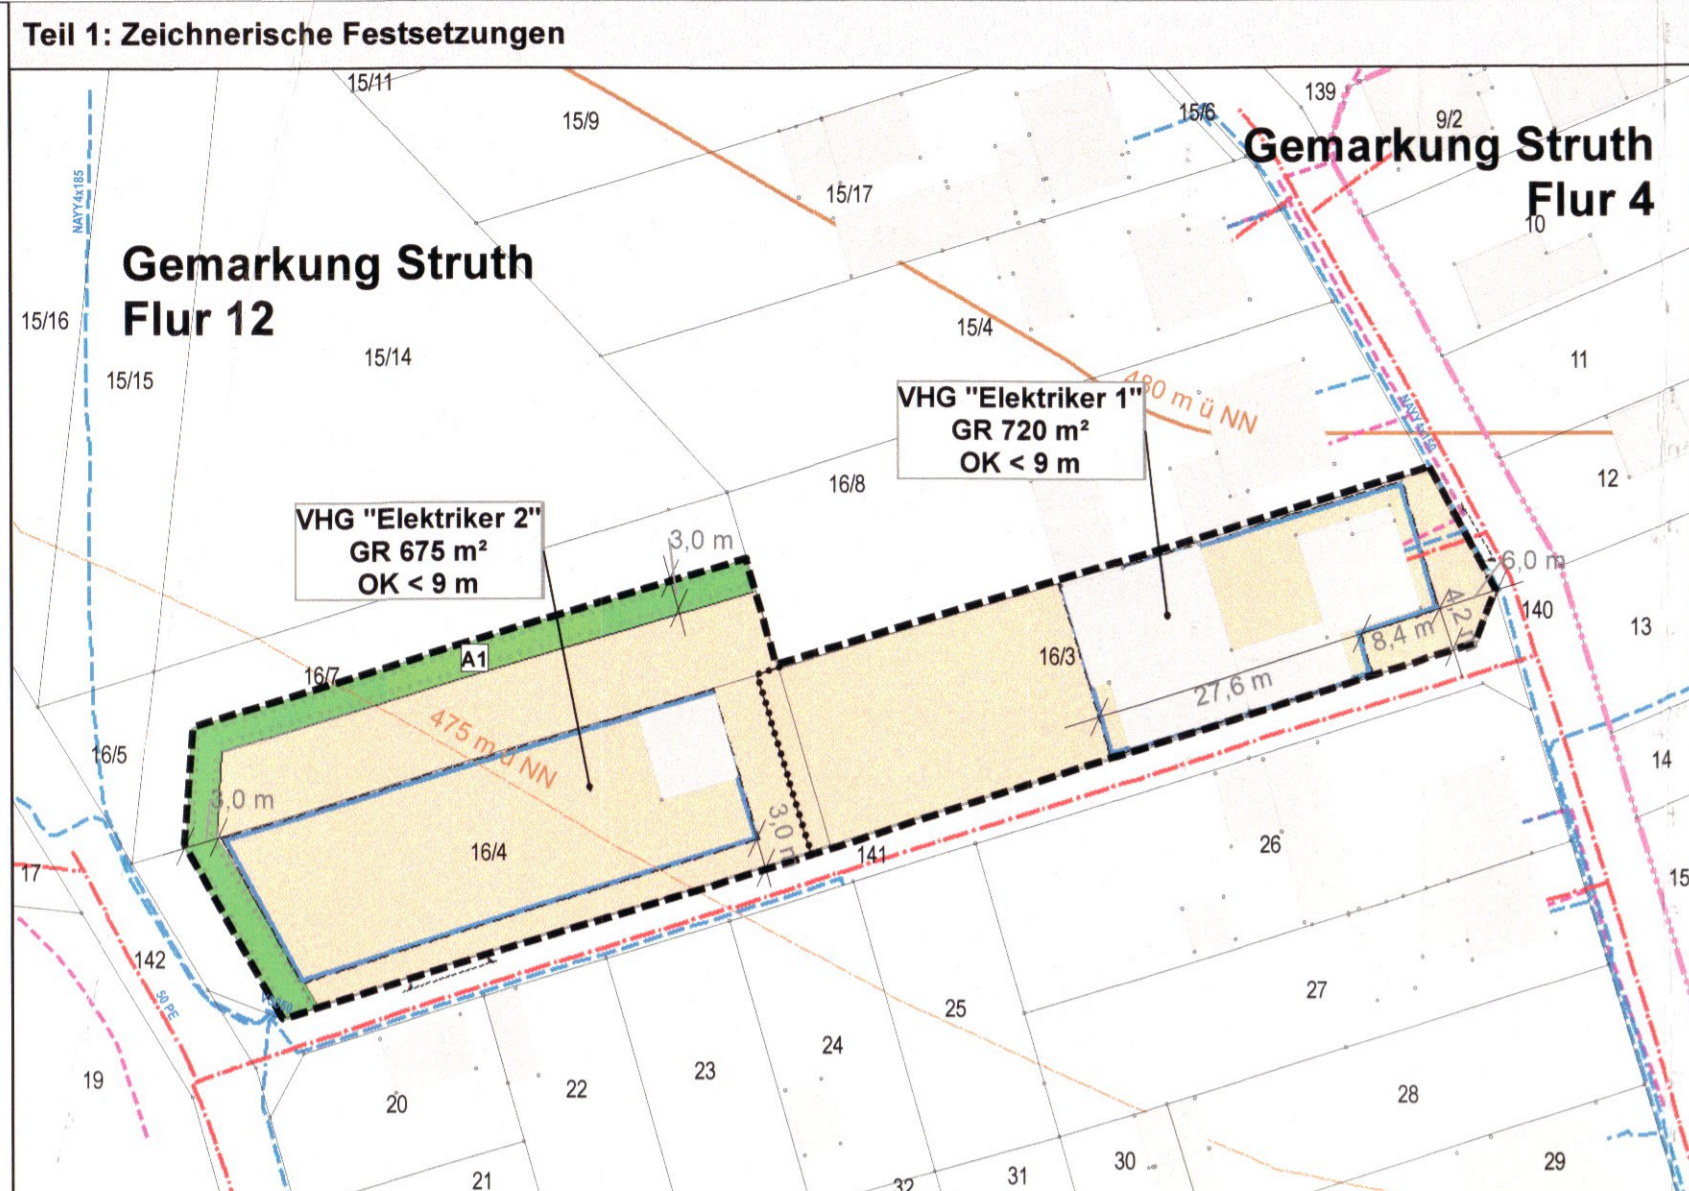 Teil 1: Zeichnerische Festsetzungen
15/11
15/9
15/6
139
9/2
Gemarkung Struth
Flur 4
10
15/17
NAYY4x185
Gemarkung Struth
Flur 12
15/16
15/15
15/14
15/4
11
480 m ü NN
VHG "Elektriker 1"
GR 720 m²
OK < 9 m
16/8
12
VHG "Elektriker 2"
GR 675 m²
OK < 9 m
3,0 m
6,0 m
140
13
A1
16/7
16/3
8,4 m
27,6 m
475 m ü NN
16/5
14
3,0 m
3,0 m
16/4
141
26
17
15
142
50 PE
25
27
24
23
22
20
19
28
21
32
31
30
29